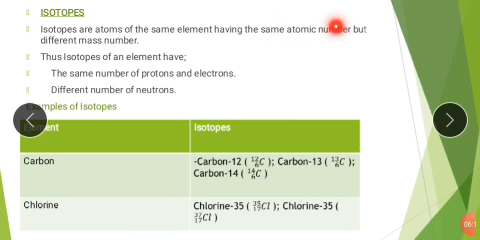 ISOTOPES
Isotopes are atoms of the same element having the same atomic number but
different mass number.
Thus Isotopes of an element have;
The same number of protons and electrons.
Different number of neutrons.
Examples of Isotopes
Element Isotopes
Carbon -Carbon-12 ( ¹²₆C ); Carbon-13 ( ¹³₆C );
Carbon-14 ( ¹⁴₆C )
Chlorine Chlorine-35 ( ³⁵₁₇Cl ); Chlorine-35 (
³⁷₁₇Cl )